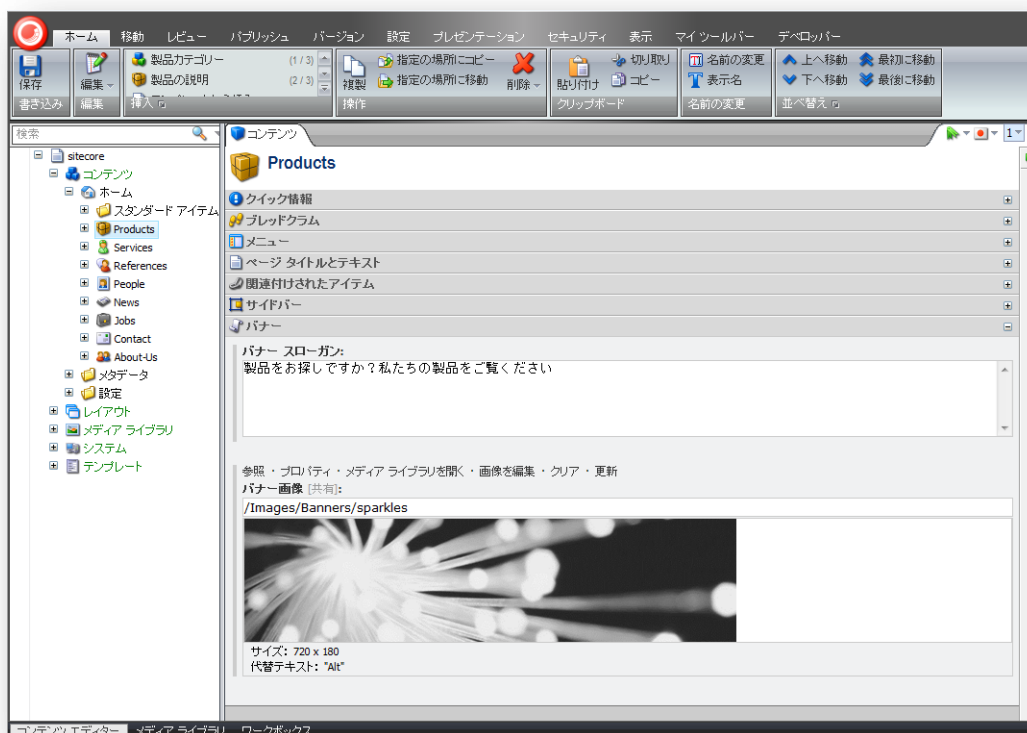 ホーム 移動 レビュー パブリッシュ バージョン 設定 プレゼンテーション セキュリティ 表示 マイ ツールバー デベロッパー
保存
書き込み
編集
編集
製品カテゴリー (1 / 3)
製品の説明 (2 / 3)
挿入
複製
指定の場所にコピー
指定の場所に移動
削除
操作
貼り付け
切り取り
コピー
クリップボード
名前の変更
表示名
名前の変更
上へ移動 最初に移動
下へ移動 最後に移動
並べ替え
検索
sitecore
コンテンツ
ホーム
スタンダード アイテム
Products
Services
References
People
News
Jobs
Contact
About-Us
メタデータ
設定
レイアウト
メディア ライブラリ
システム
テンプレート
コンテンツ
1
Products
クイック情報
ブレッドクラム
メニュー
ページ タイトルとテキスト
関連付けされたアイテム
サイドバー
バナー
バナー スローガン:
製品をお探しですか？私たちの製品をご覧ください
参照・プロパティ・メディア ライブラリを開く・画像を編集・クリア・更新
バナー画像 [共有]:
/Images/Banners/sparkles
サイズ: 720 x 180
代替テキスト: "Alt"
コンテンツ エディター メディア ライブラリ ワークボックス